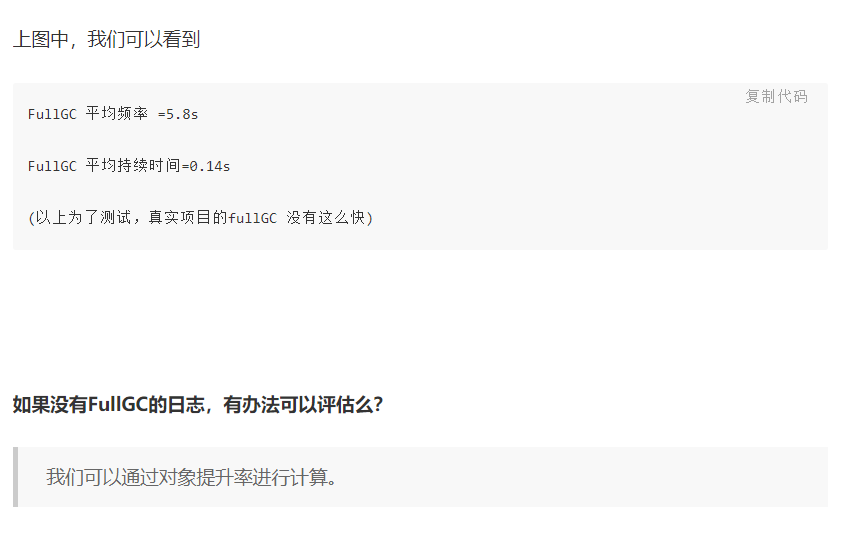 上图中，我们可以看到
复制代码
FullGC 平均频率 =5.8s
FullGC 平均持续时间=0.14s
(以上为了测试，真实项目的fullGC 没有这么快)
如果没有FullGC的日志，有办法可以评估么？
我们可以通过对象提升率进行计算。